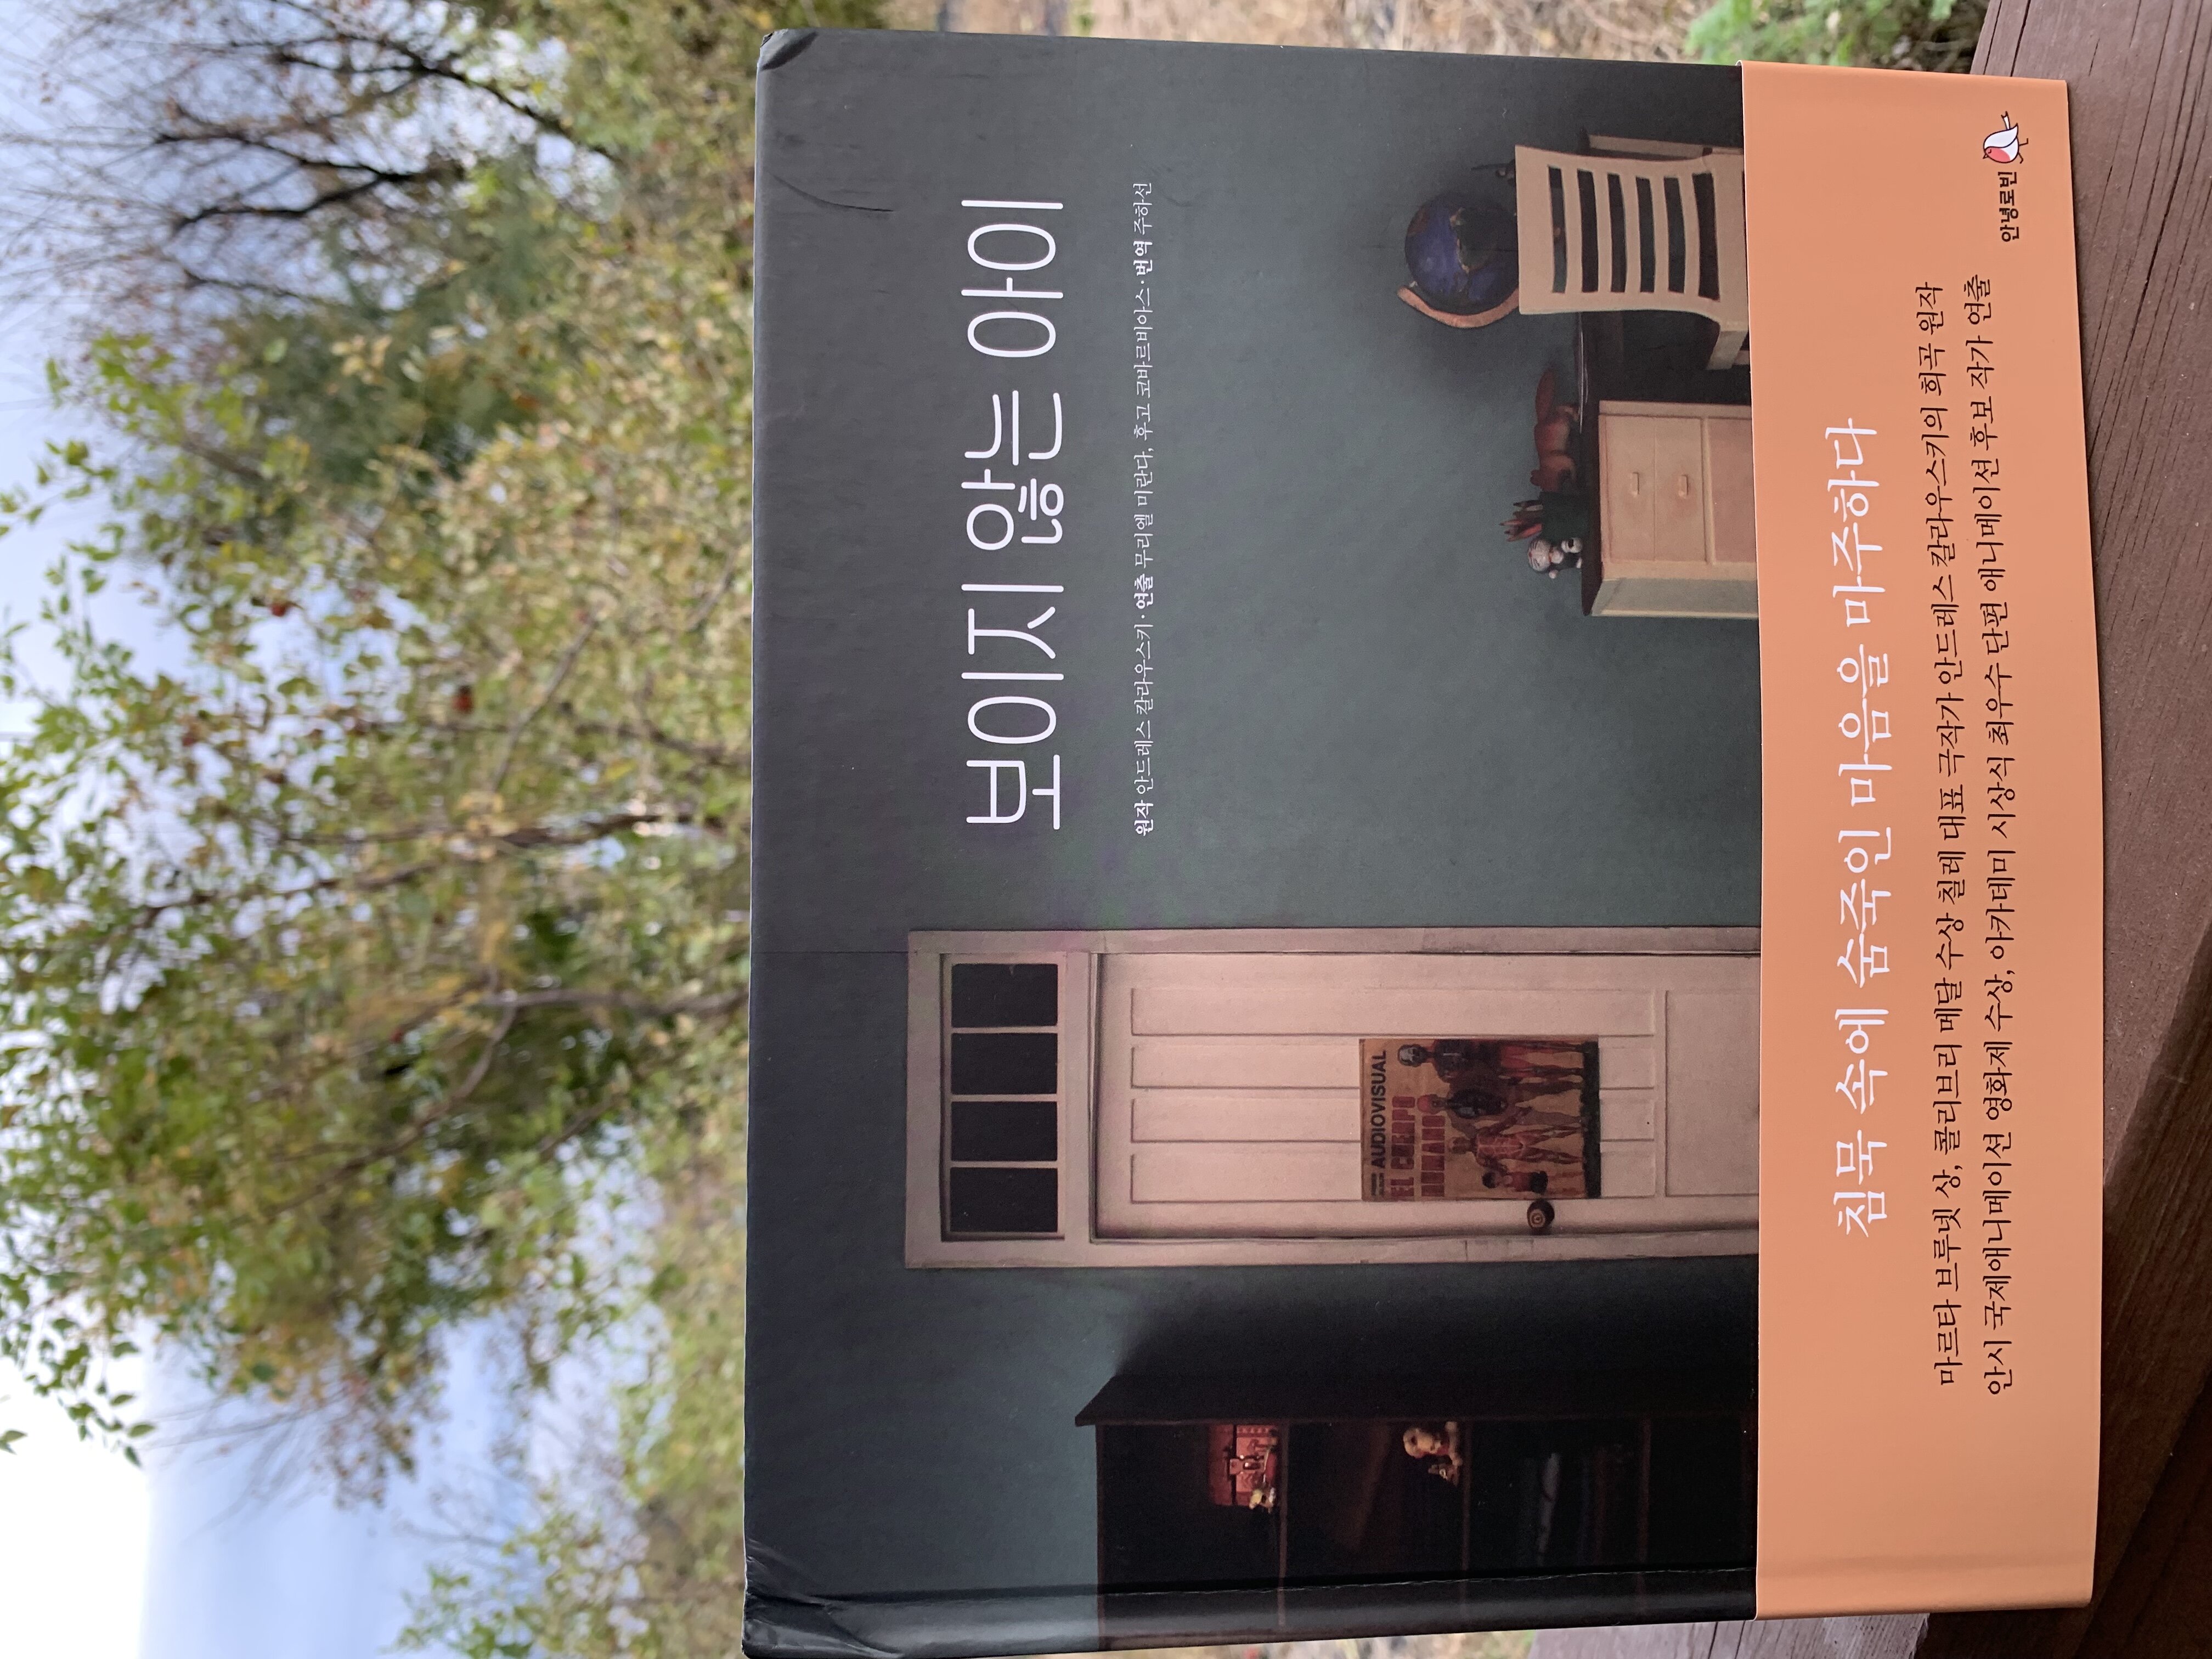 보이지 않는 아이
원작 안드레스 칼라우스키 · 연출 무리엘 미란다, 후고 코바르비아스 · 번역 주하선
AUDIOVISUAL
EL CUERPO
HUMANO
침묵 속에 숨죽인 마음을 마주하다
마르타 브루넷 상, 콜리브리 메달 수상 칠레 대표 극작가 안드레스 칼라우스키의 희곡 원작
안시 국제애니메이션 영화제 수상, 아카데미 시상식 최우수 단편 애니메이션 후보 작가 연출
안녕로빈